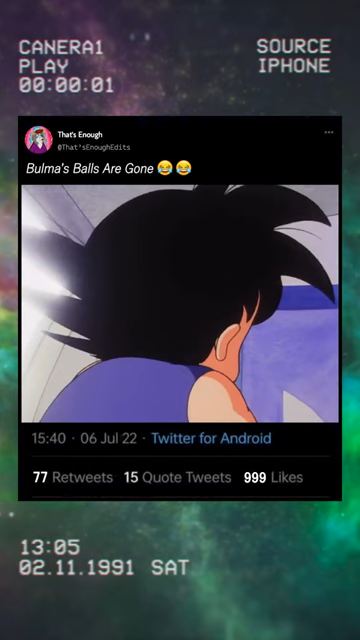 CANERA1
PLAY
00:00:01
SOURCE
IPHONE
That's Enough
@That'sEnoughEdits
Bulma's Balls Are Gone 😂😂
15:40 · 06 Jul 22 · Twitter for Android
77 Retweets 15 Quote Tweets 999 Likes
13:05
02.11.1991 SAT